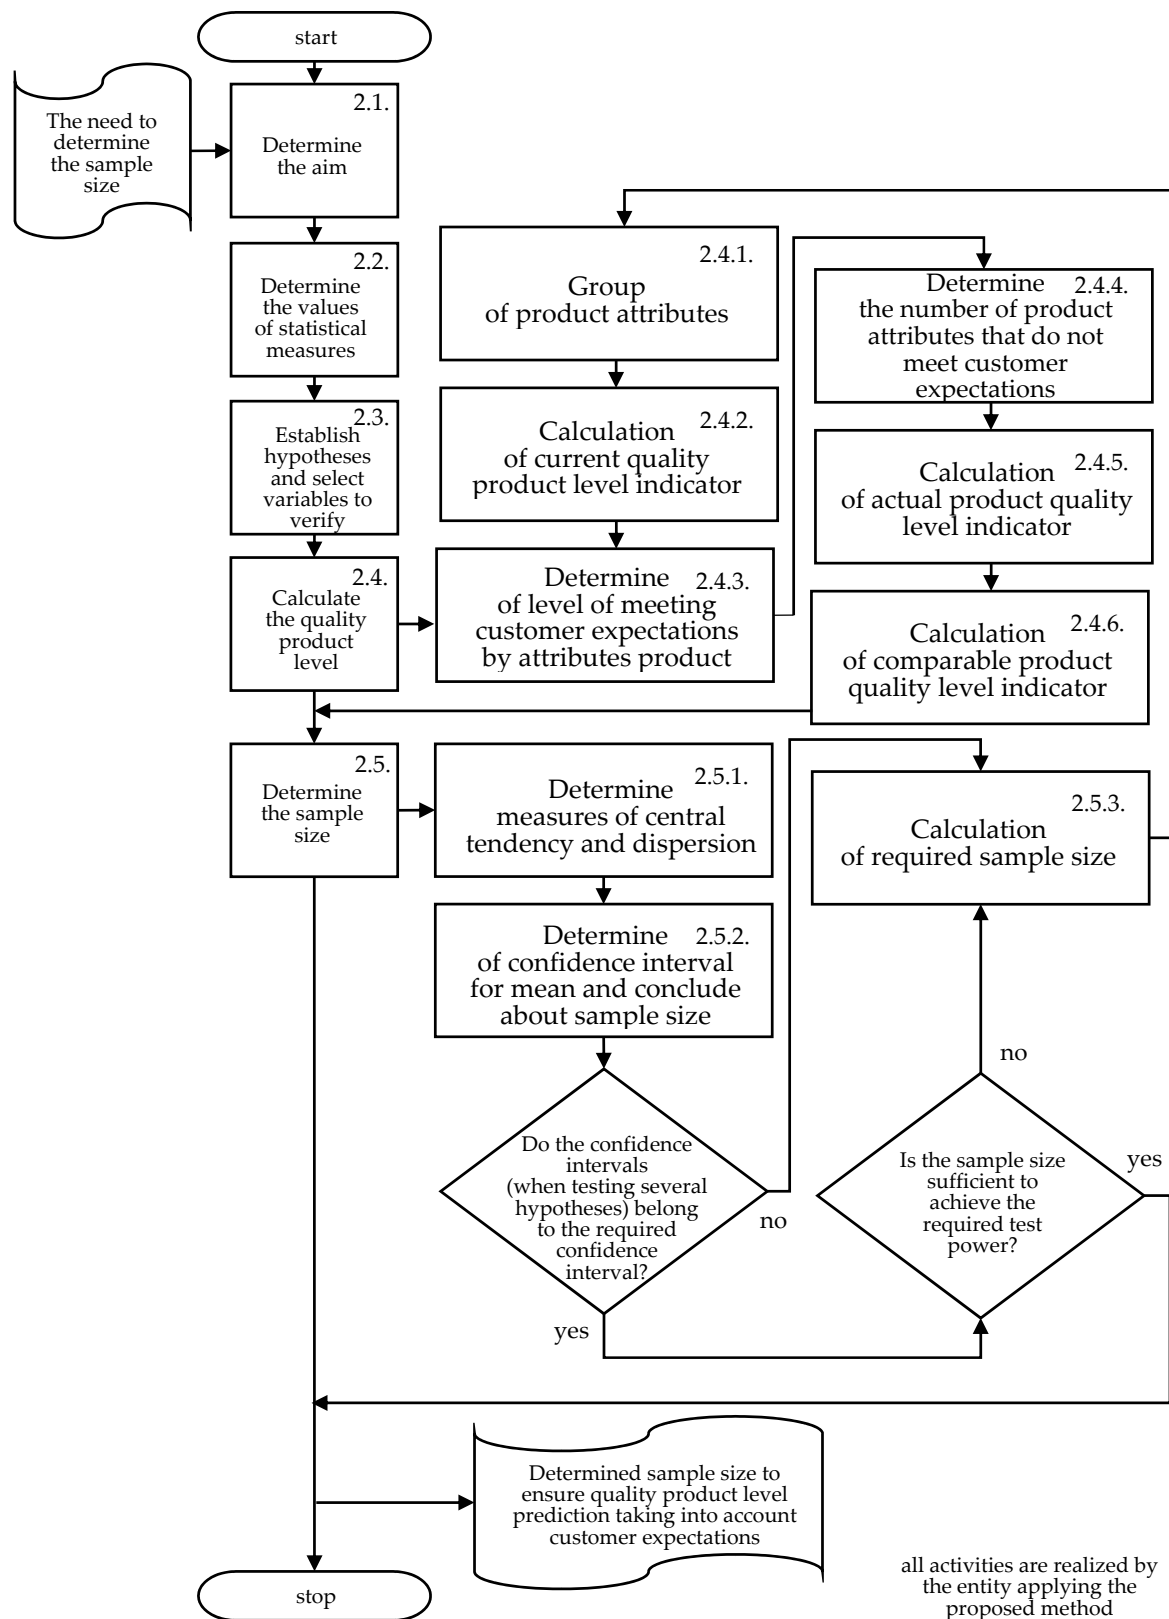 start
The need to
determine
the sample
size
2.1.
Determine
the aim
2.2.
Determine
the values
of statistical
measures
2.3.
Establish
hypotheses
and select
variables to
verify
2.4.
Calculate
the quality
product
level
2.4.1.
Group
of product attributes
2.4.2.
Calculation
of current quality
product level indicator
2.4.3.
Determine
of level of meeting
customer expectations
by attributes product
2.4.4.
Determine
the number of product
attributes that do not
meet customer
expectations
2.4.5.
Calculation
of actual product quality
level indicator
2.4.6.
Calculation
of comparable product
quality level indicator
2.5.
Determine
the sample
size
2.5.1.
Determine
measures of central
tendency and dispersion
2.5.2.
Determine
of confidence interval
for mean and conclude
about sample size
2.5.3.
Calculation
of required sample size
Do the confidence
intervals
(when testing several
hypotheses) belong
to the required
confidence
interval?
no
yes
Is the sample size
sufficient to
achieve the
required test
power?
no
yes
Determined sample size to
ensure quality product level
prediction taking into account
customer expectations
stop
all activities are realized by
the entity applying the
proposed method